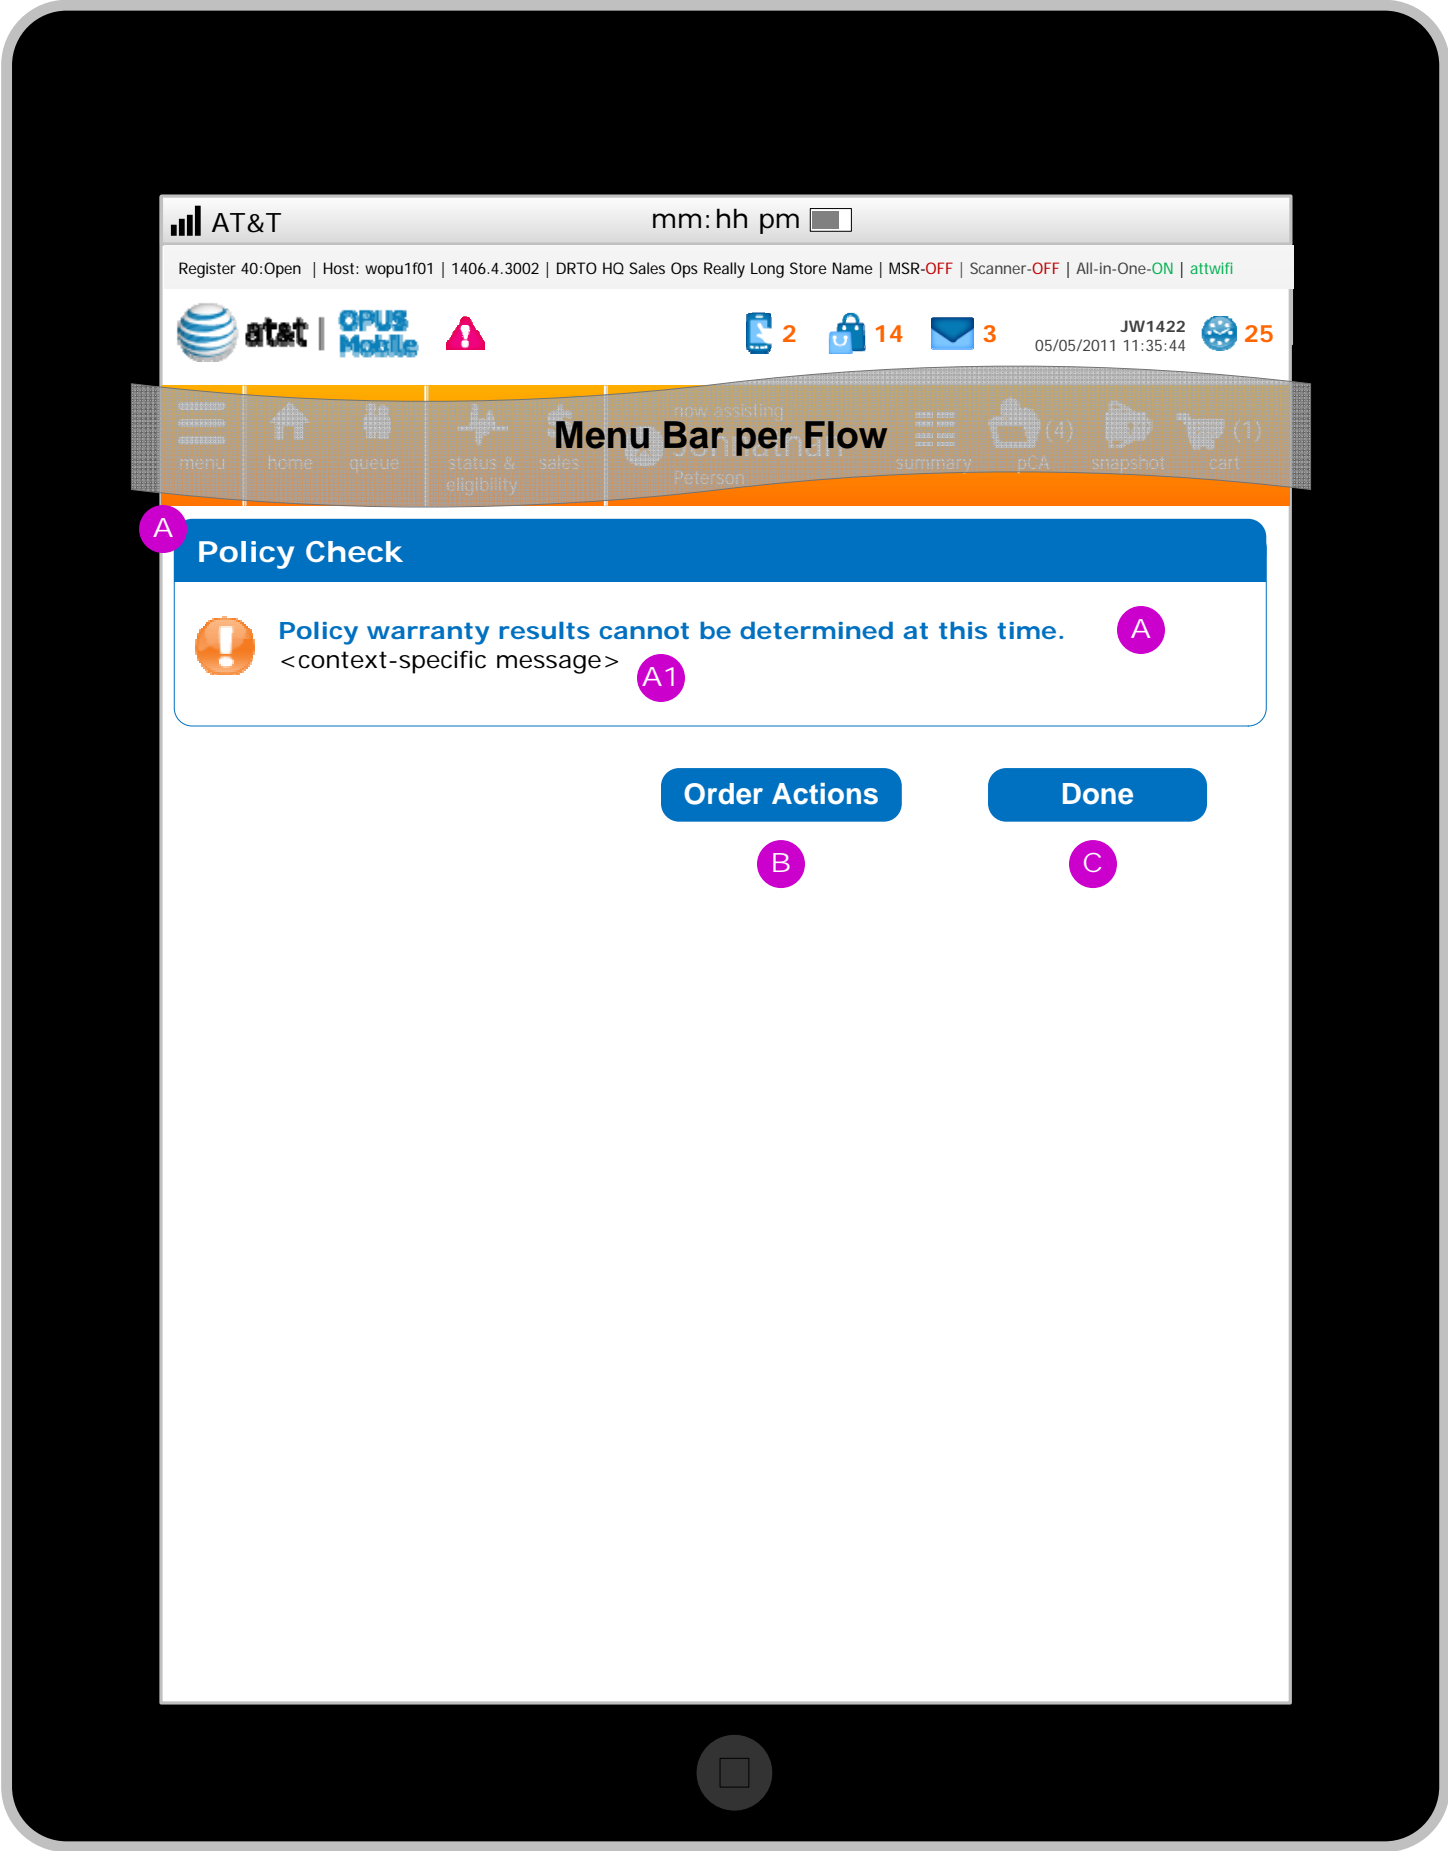 AT&T mm:hh pm
Register 40:Open | Host: wopu1f01 | 1406.4.3002 | DRTO HQ Sales Ops Really Long Store Name | MSR-OFF | Scanner-OFF | All-in-One-ON | attwifi
at&t | OPUS Mobile 2 14 3 JW1422 25
05/05/2011 11:35:44
now assisting
Menu Bar per Flow
Johnathan
(4) (1)
menu home queue status & eligibility sales Peterson summary pCA snapshot cart
A
Policy Check
Policy warranty results cannot be determined at this time. A
<context-specific message> A1
Order Actions Done
B C